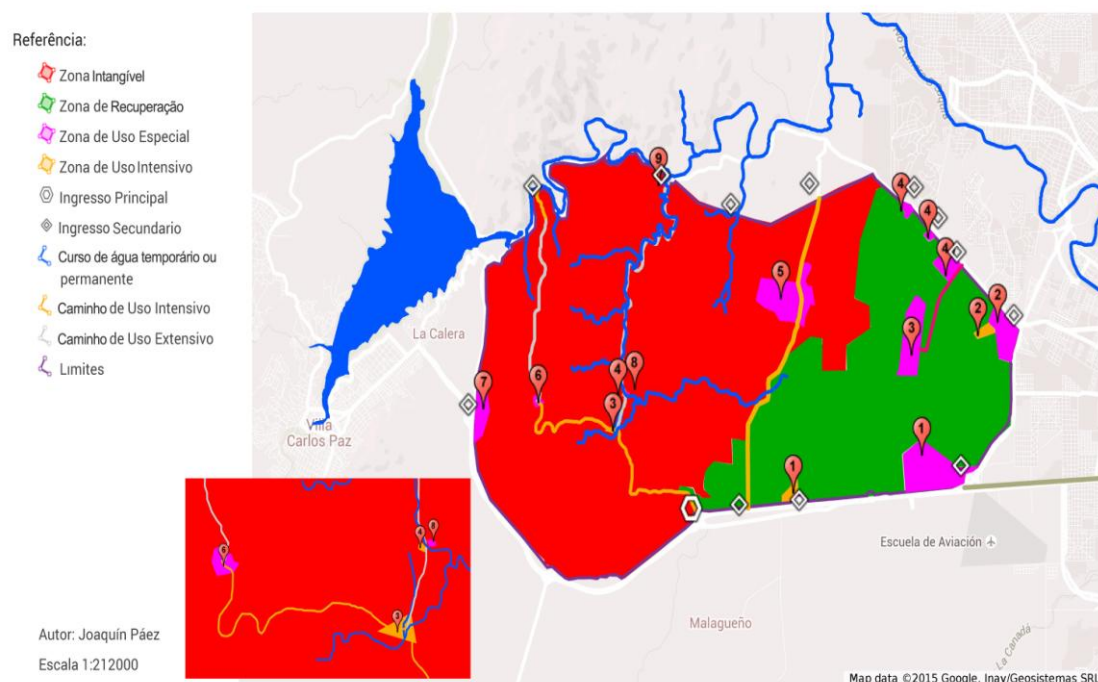 Referência:
Zona Intangível
Zona de Recuperação
Zona de Uso Especial
Zona de Uso Intensivo
Ingresso Principal
Ingresso Secundario
Curso de água temporário ou
permanente
Caminho de Uso Intensivo
Caminho de Uso Extensivo
Limites
Autor: Joaquín Páez
Escala 1:212000
9
4
4
4
5
2
2
3
La Calera
7
6
4
8
3
Villa
Carlos Paz
1
1
6
4
8
3
Escuela de Aviación
Malagueño
La Cañada
Map data ©2015 Google, Inav/Geosistemas SRL